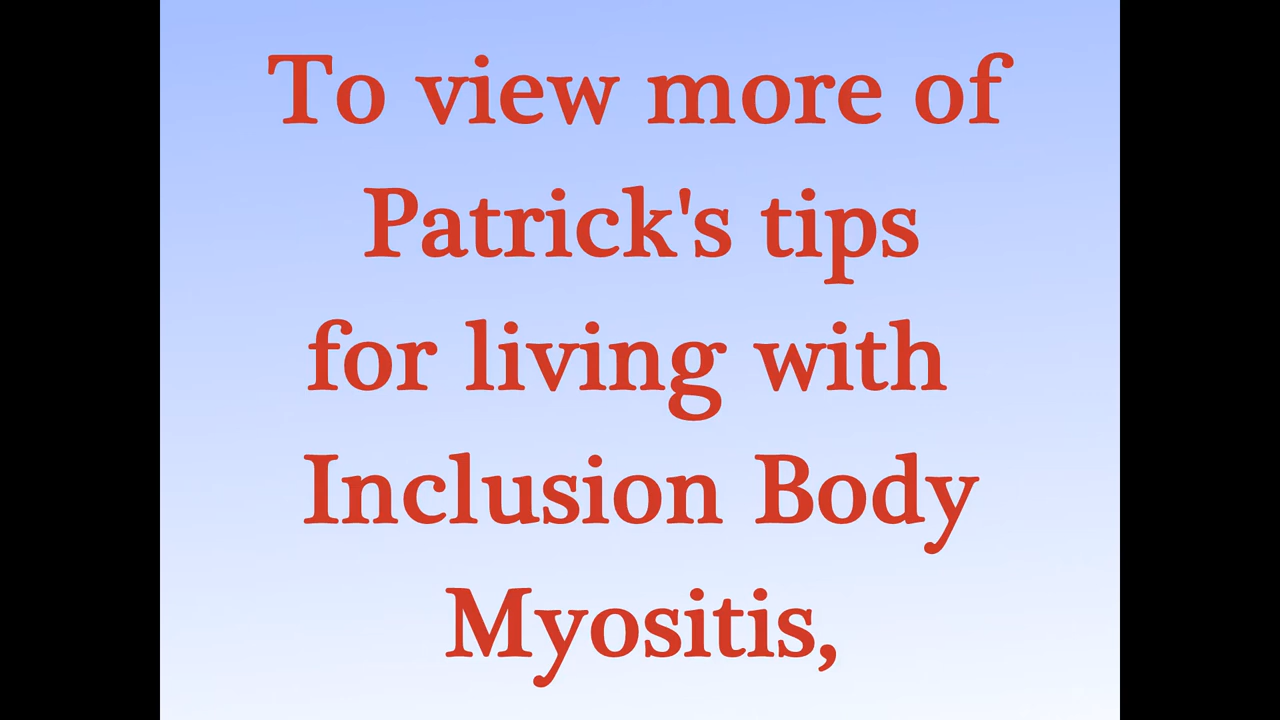 To view more of
Patrick's tips
for living with
Inclusion Body
Myositis,